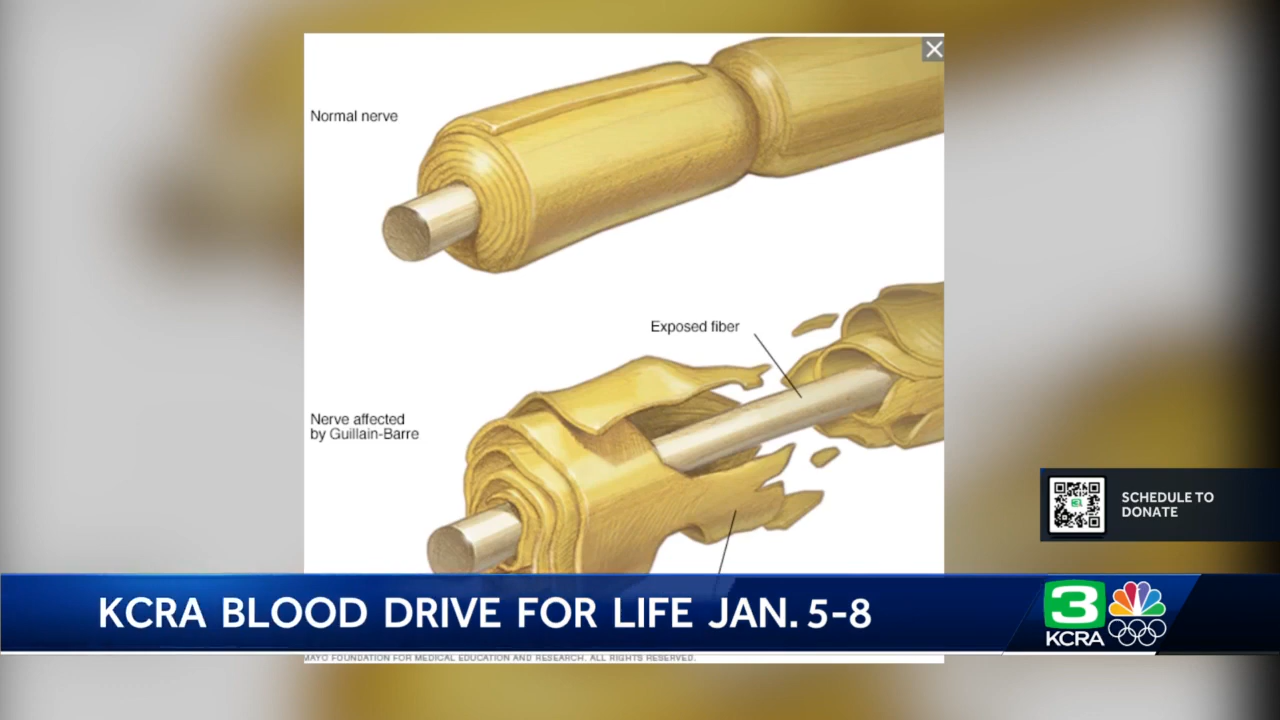 Normal nerve
Exposed fiber
Nerve affected
by Guillain-Barre
SCHEDULE TO
DONATE
KCRA BLOOD DRIVE FOR LIFE JAN. 5-8
3
KCRA
MAYO FOUNDATION FOR MEDICAL EDUCATION AND RESEARCH. ALL RIGHTS RESERVED.